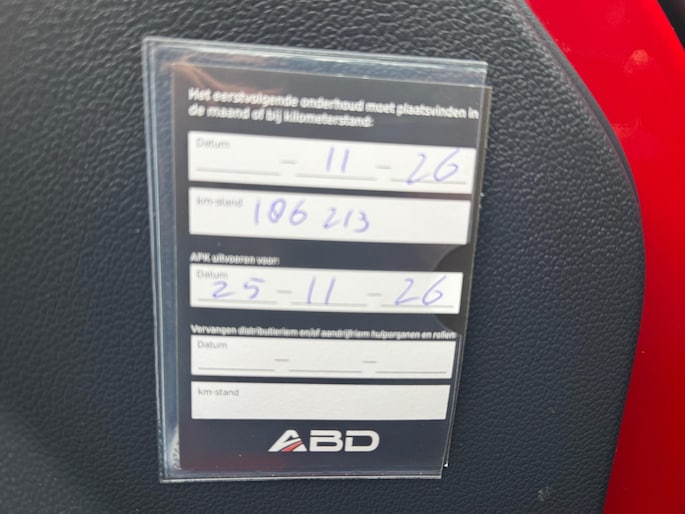 Het eerstvolgende onderhoud moet plaatsvinden in
de maand of bij kilometerstand:
Datum
- 11 - 26
km-stand
106 213
APK uitvoeren voor:
Datum
25 - 11 - 26
Vervangen distributieriem en/of aandrijfriem hulporganen en rollen
Datum
- -
km-stand
ABD